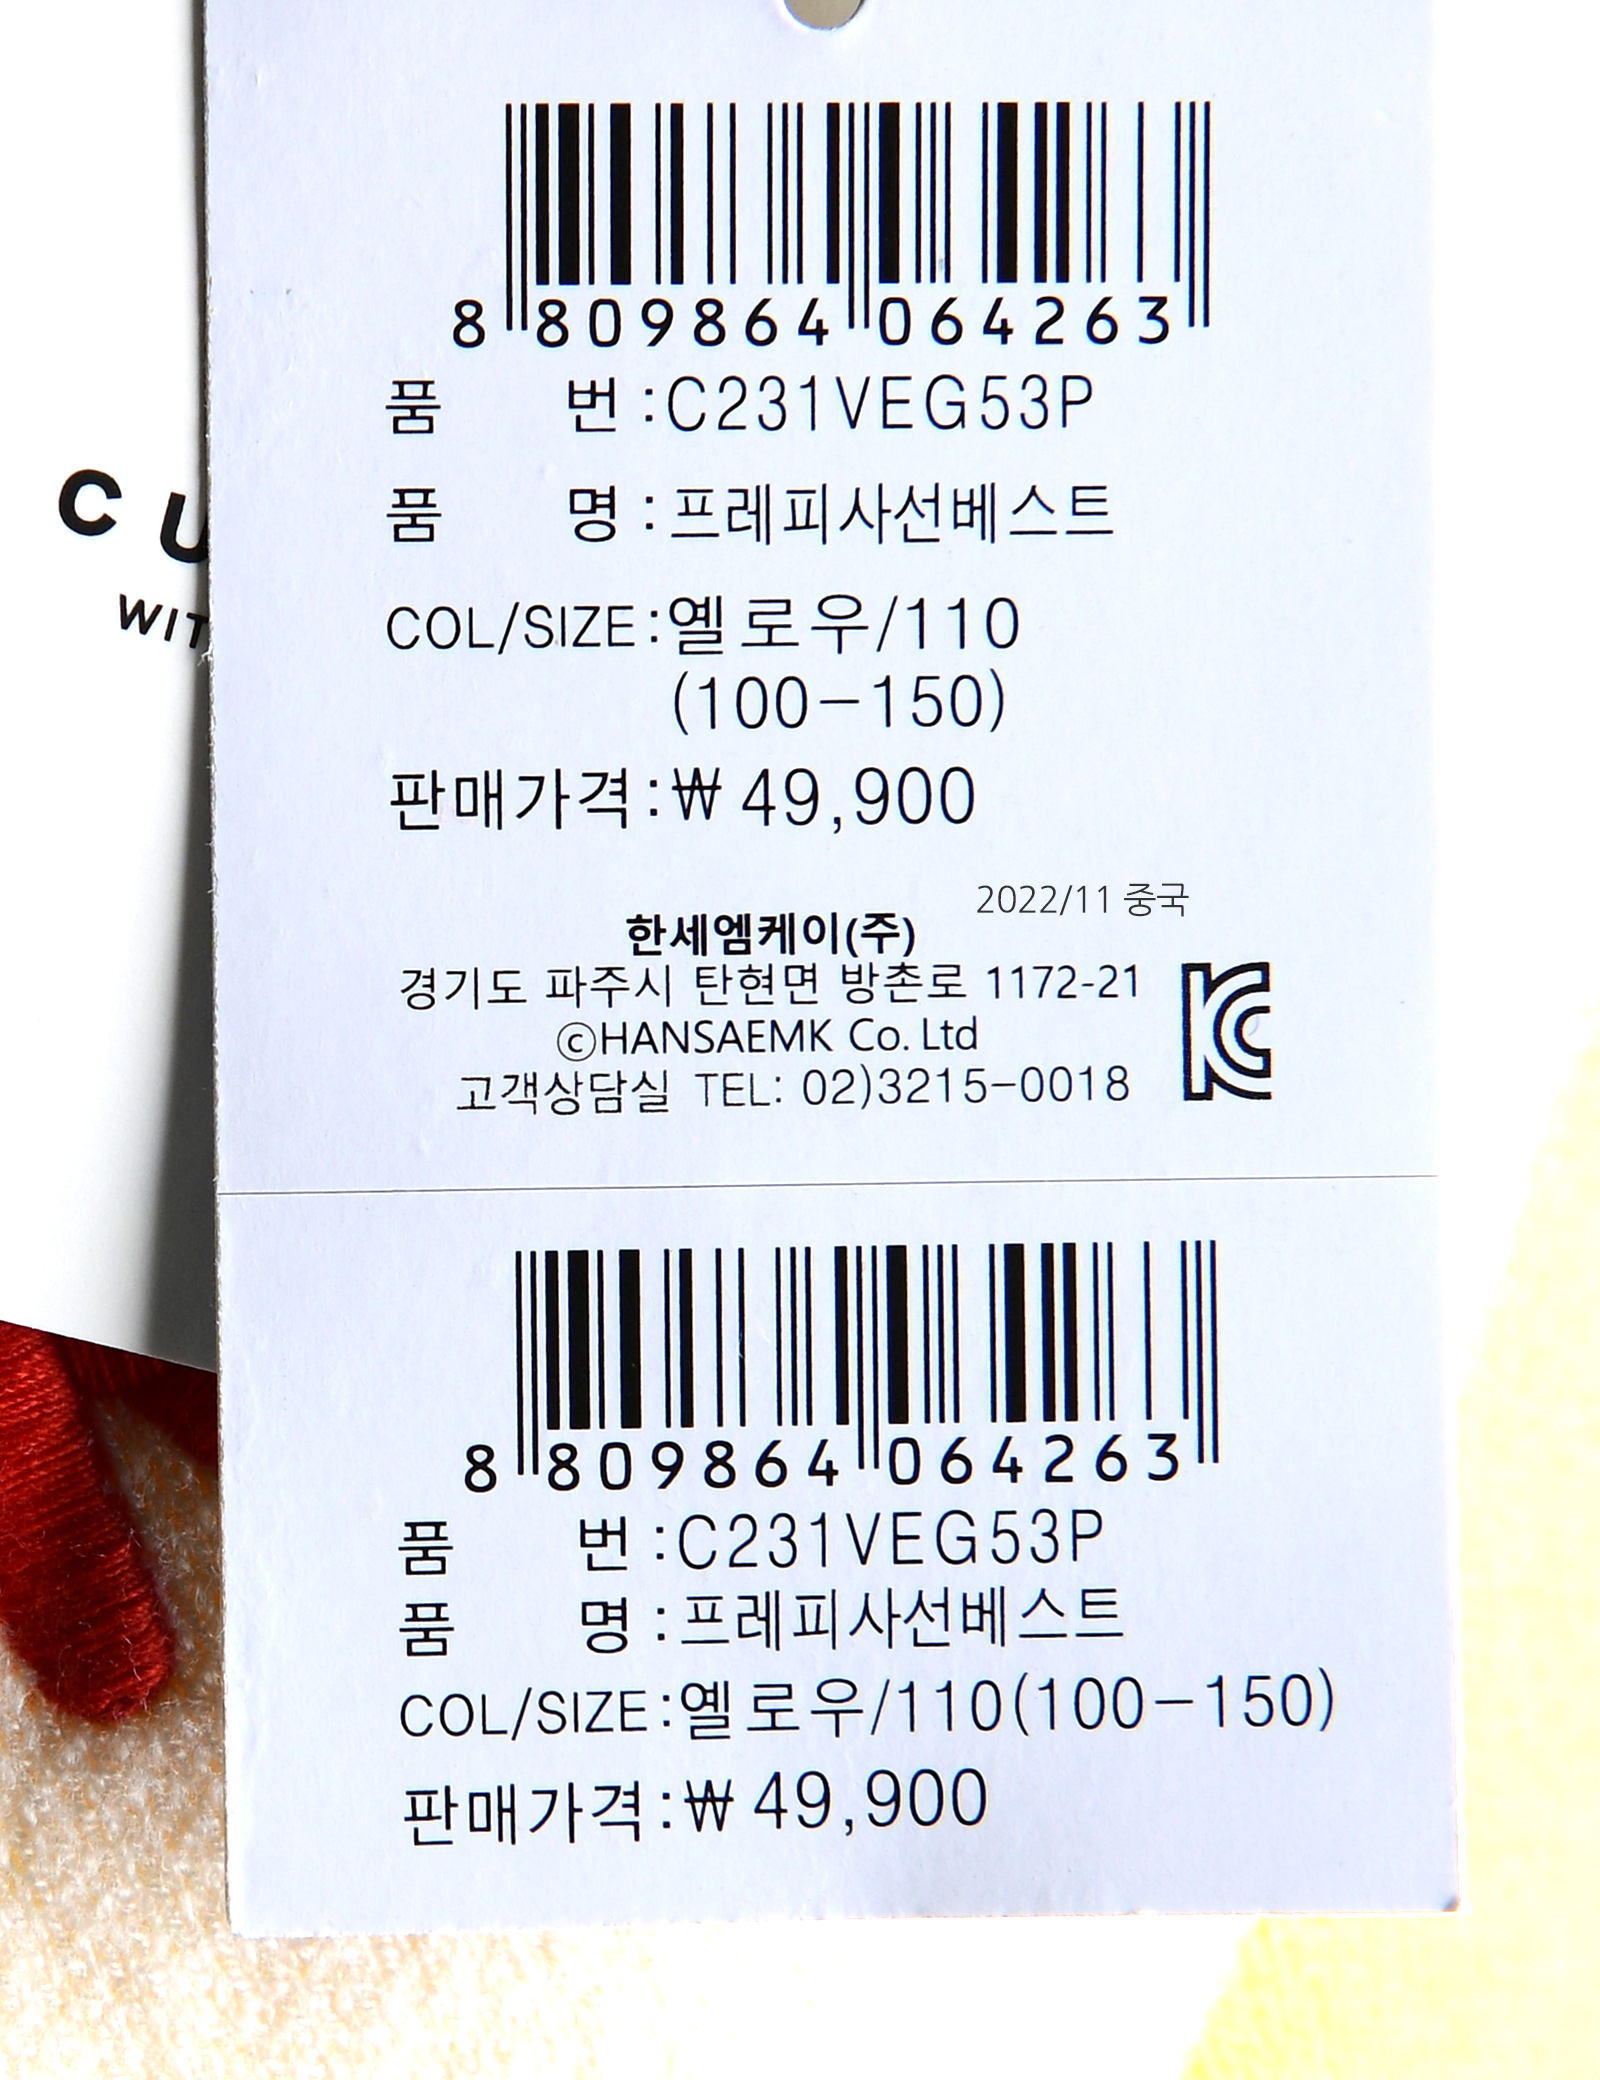 CU
WIT
8 809864 064263
품 번 :C231VEG53P
품 명 :프레피사선베스트
COL/SIZE:옐로우/110
(100-150)
판매가격:₩ 49,900
2022/11 중국
한세엠케이(주)
경기도 파주시 탄현면 방촌로 1172-21
ⓒHANSAEMK Co. Ltd
고객상담실 TEL: 02)3215-0018
8 809864 064263
품 번 :C231VEG53P
품 명 :프레피사선베스트
COL/SIZE:옐로우/110(100-150)
판매가격:₩ 49,900